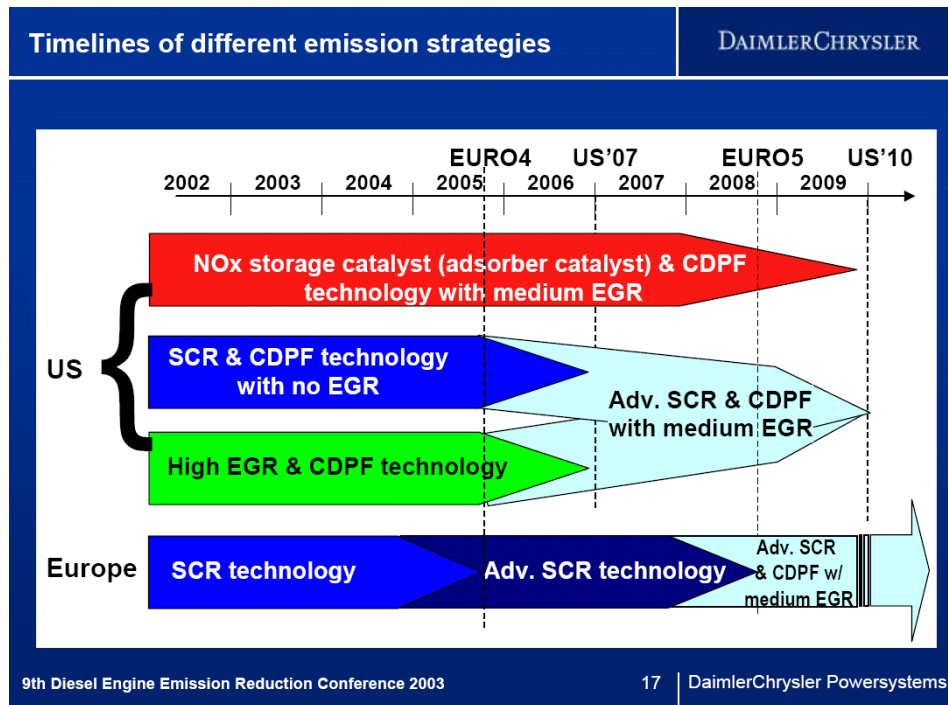 Timelines of different emission strategies
DAIMLERCHRYSLER
EURO4 US'07 EURO5 US'10
2002 2003 2004 2005 2006 2007 2008 2009
NOx storage catalyst (adsorber catalyst) & CDPF
technology with medium EGR
US
SCR & CDPF technology
with no EGR
Adv. SCR & CDPF
with medium EGR
High EGR & CDPF technology
Europe
SCR technology
Adv. SCR technology
Adv. SCR
& CDPF w/
medium EGR
9th Diesel Engine Emission Reduction Conference 2003
17
DaimlerChrysler Powersystems